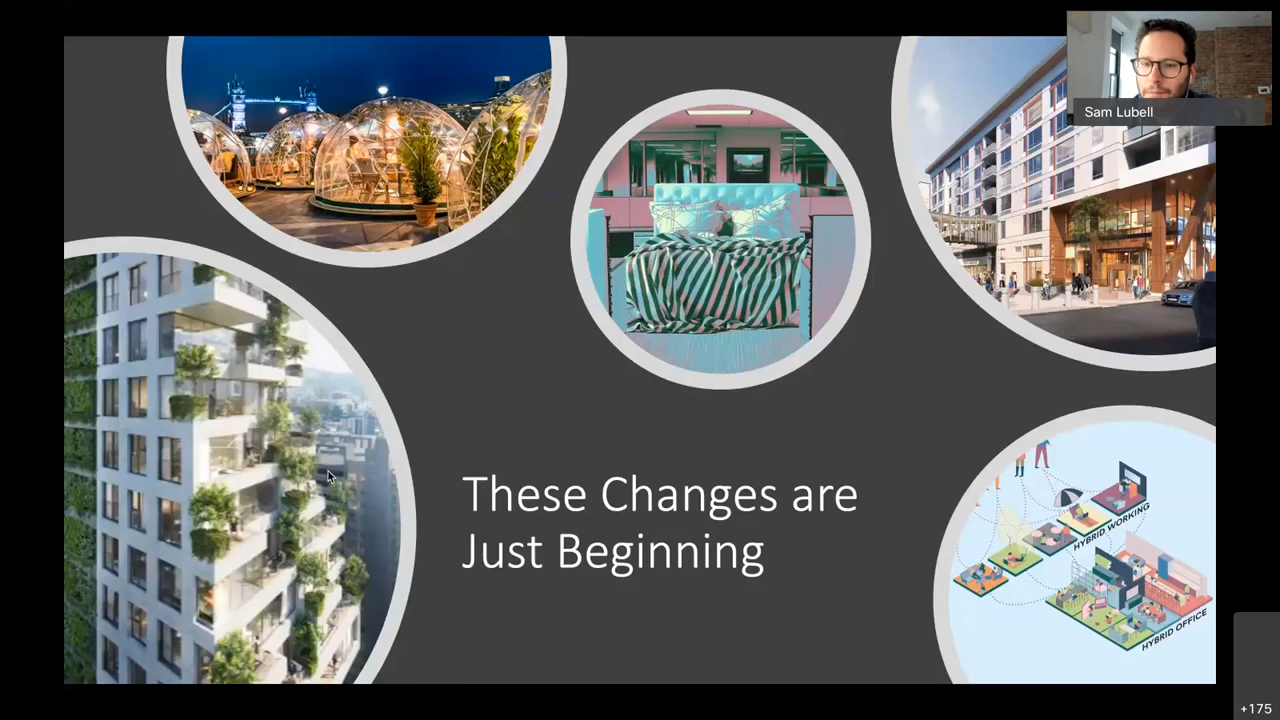 Sam Lubell
These Changes are
Just Beginning
HYBRID WORKING
HYBRID OFFICE
+175